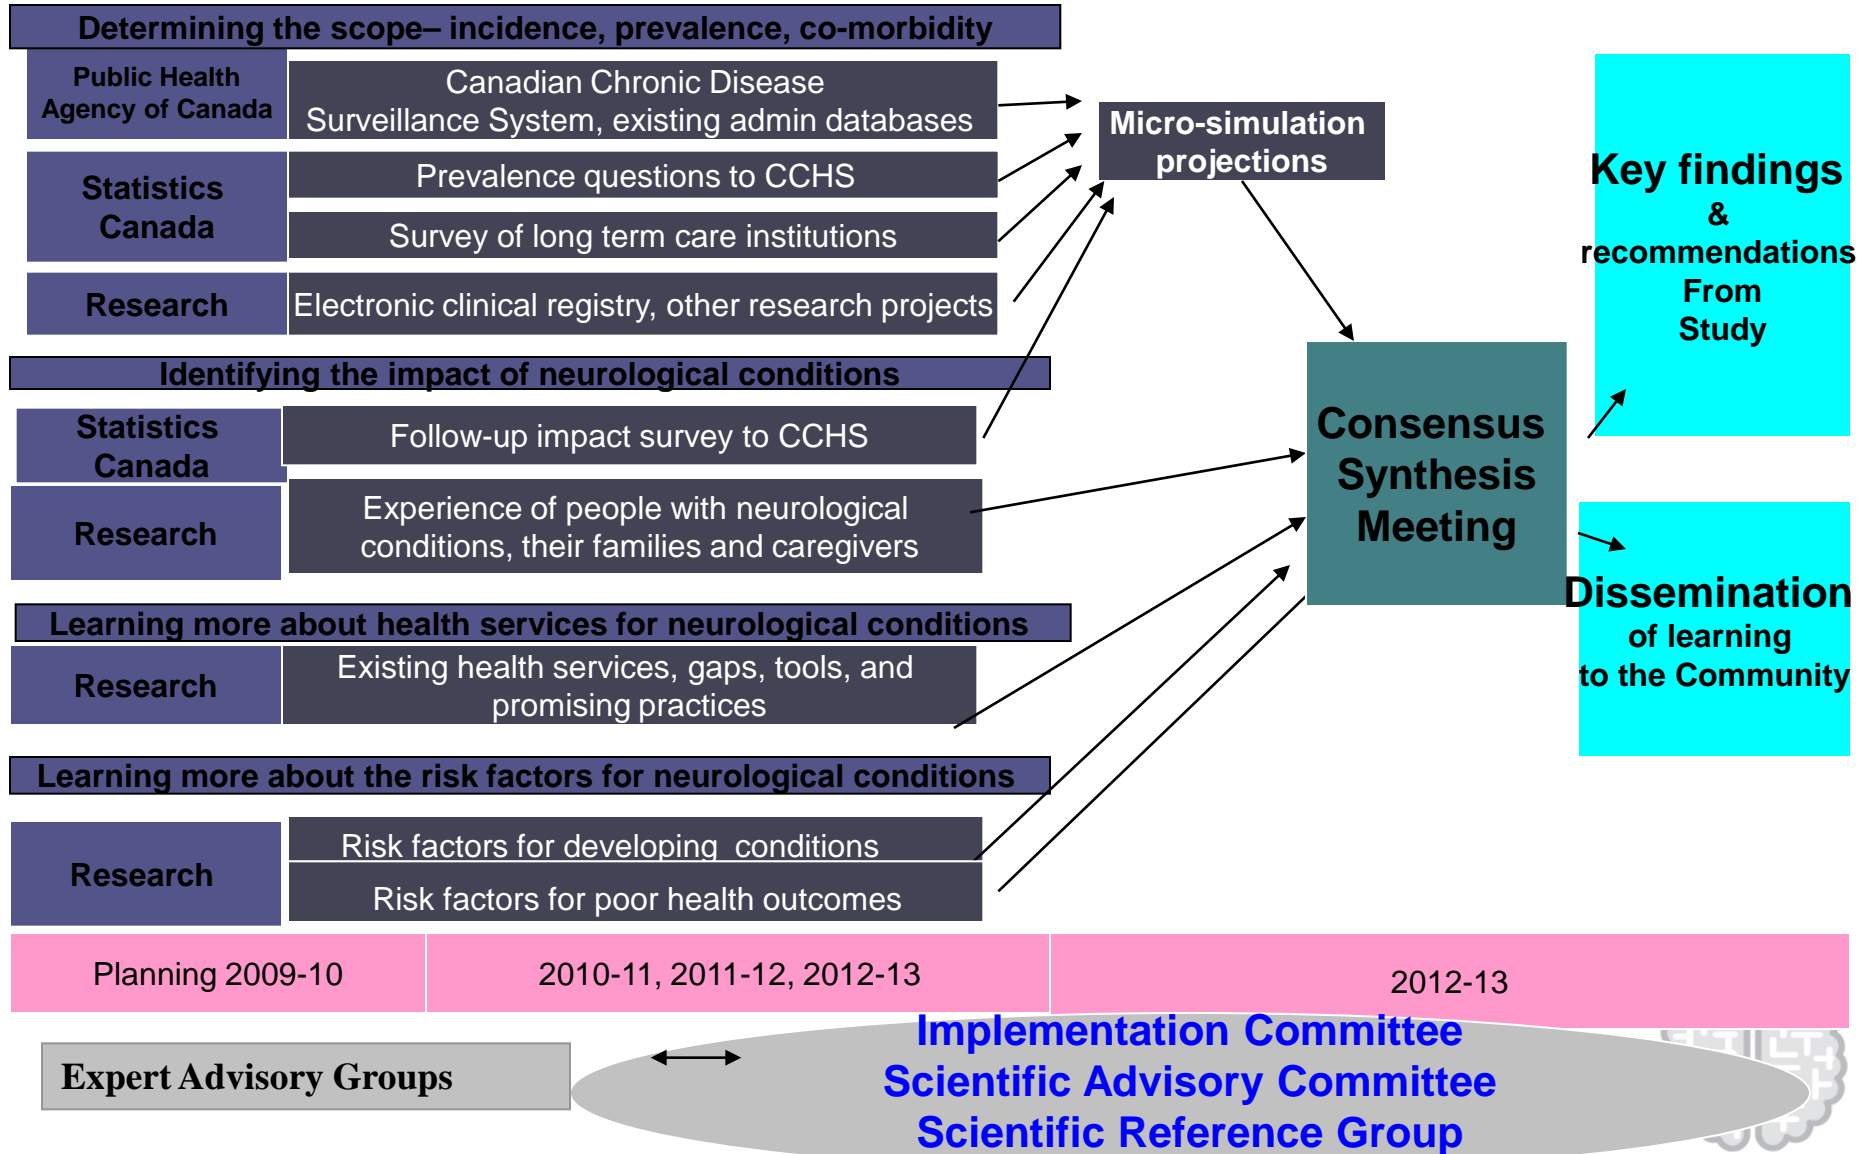 Determining the scope– incidence, prevalence, co-morbidity
Public Health
Agency of Canada
Canadian Chronic Disease
Surveillance System, existing admin databases
Statistics
Canada
Prevalence questions to CCHS
Survey of long term care institutions
Research
Electronic clinical registry, other research projects
Micro-simulation
projections
Identifying the impact of neurological conditions
Statistics
Canada
Follow-up impact survey to CCHS
Research
Experience of people with neurological
conditions, their families and caregivers
Learning more about health services for neurological conditions
Research
Existing health services, gaps, tools, and
promising practices
Learning more about the risk factors for neurological conditions
Research
Risk factors for developing  conditions
Risk factors for poor health outcomes
Consensus
Synthesis
Meeting
Key findings
&
recommendations
From
Study
Dissemination
of learning
to the Community
Planning 2009-10
2010-11, 2011-12, 2012-13
2012-13
Expert Advisory Groups
Implementation Committee
Scientific Advisory Committee
Scientific Reference Group